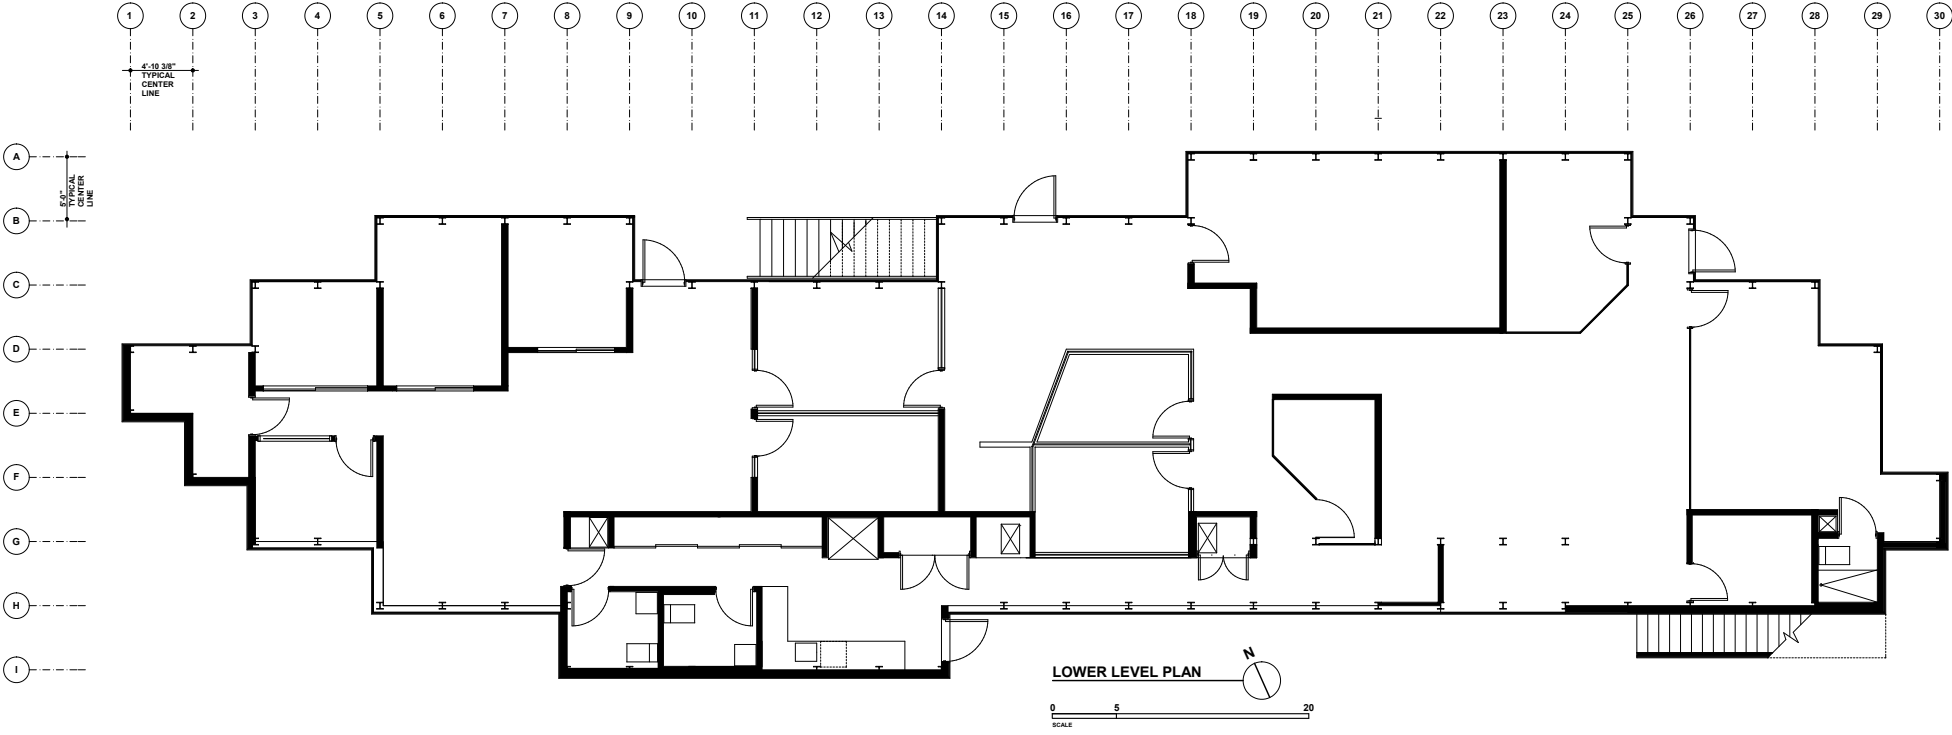 1 2 3 4 5 6 7 8 9 10 11 12 13 14 15 16 17 18 19 20 21 22 23 24 25 26 27 28 29 30
4'-10 3/8"
TYPICAL
CENTER
LINE
A
5'-0"
TYPICAL
CENTER
LINE
B
C
D
E
F
G
H
I
N
LOWER LEVEL PLAN
0 5 20
SCALE